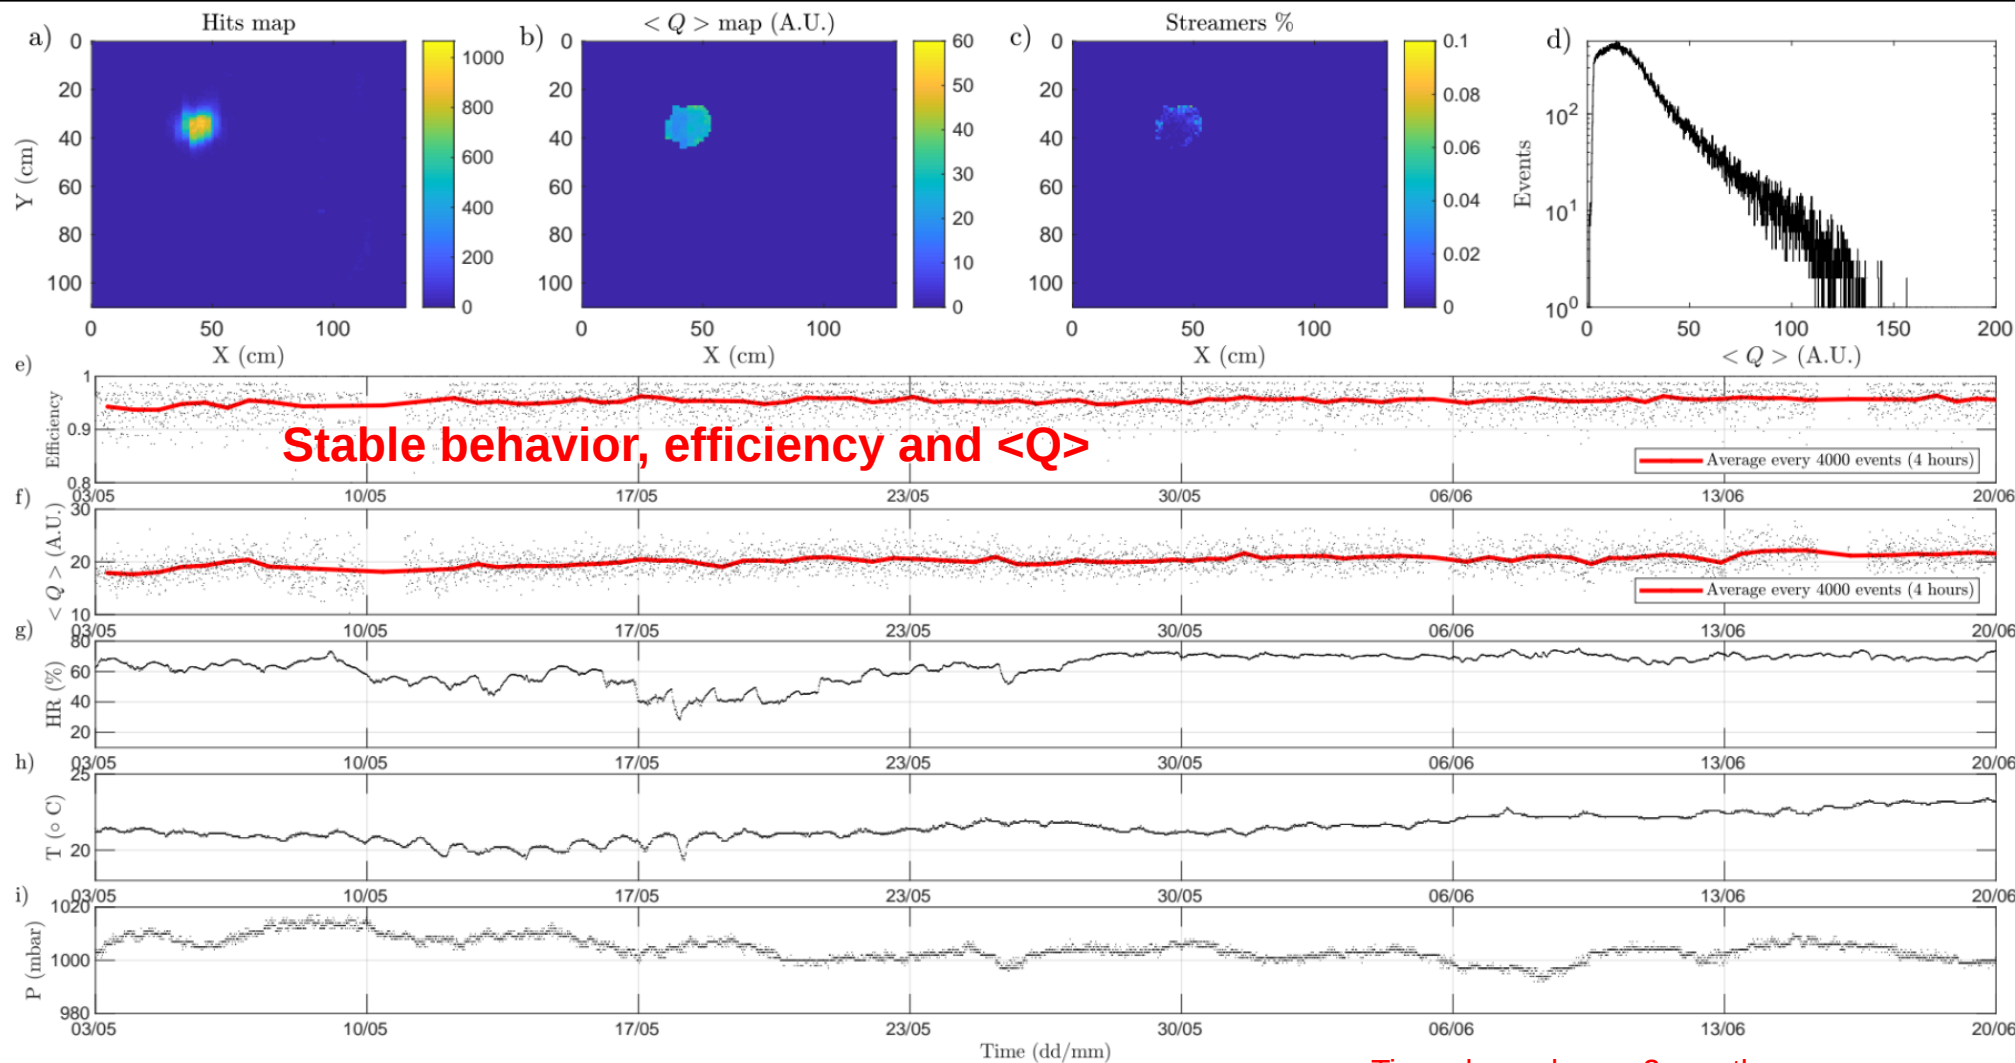 a)
Hits map
0
20
40
60
80
100
Y (cm)
0
50
100
X (cm)
1000
800
600
400
200
0
b)
< Q > map (A.U.)
0
20
40
60
80
100
0
50
100
X (cm)
60
50
40
30
20
10
0
c)
Streamers %
0
20
40
60
80
100
0
50
100
X (cm)
0.1
0.08
0.06
0.04
0.02
0
d)
Events
10²
10¹
10⁰
0
50
100
150
200
< Q > (A.U.)
e)
Efficiency
1
0.9
0.8
Stable behavior, efficiency and <Q>
Average every 4000 events (4 hours)
03/05 10/05 17/05 23/05 30/05 06/06 13/06 20/06
f)
< Q > (A.U.)
30
20
10
Average every 4000 events (4 hours)
03/05 10/05 17/05 23/05 30/05 06/06 13/06 20/06
g)
HR (%)
80
60
40
20
03/05 10/05 17/05 23/05 30/05 06/06 13/06 20/06
h)
T (∘ C)
25
20
03/05 10/05 17/05 23/05 30/05 06/06 13/06 20/06
i)
P (mbar)
1020
1000
980
03/05 10/05 17/05 23/05 30/05 06/06 13/06 20/06
Time (dd/mm)